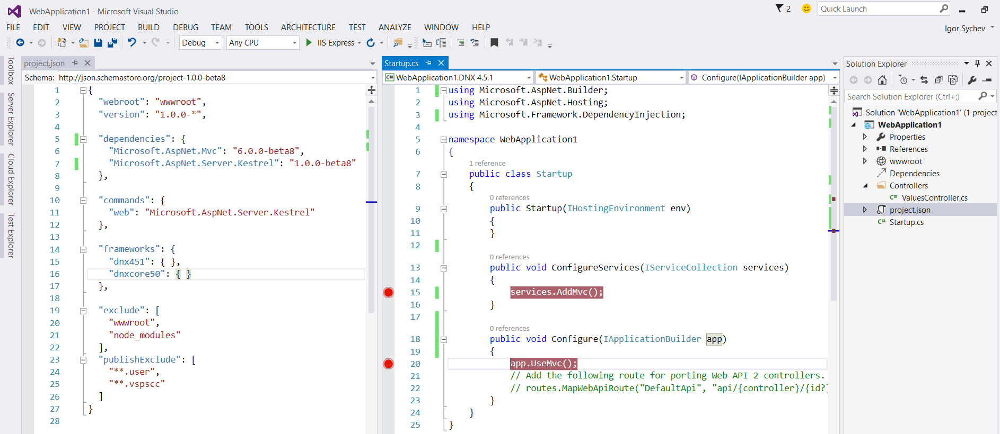 WebApplication1 - Microsoft Visual Studio
2
Quick Launch
FILE EDIT VIEW PROJECT BUILD DEBUG TEAM TOOLS ARCHITECTURE TEST ANALYZE WINDOW HELP
Igor Sychev
Debug Any CPU IIS Express
Toolbox
Server Explorer
Cloud Explorer
Test Explorer
project.json
Schema: http://json.schemastore.org/project-1.0.0-beta8
1 {
2 "webroot": "wwwroot",
3 "version": "1.0.0-*",
4
5 "dependencies": {
6 "Microsoft.AspNet.Mvc": "6.0.0-beta8",
7 "Microsoft.AspNet.Server.Kestrel": "1.0.0-beta8"
8 },
9
10 "commands": {
11 "web": "Microsoft.AspNet.Server.Kestrel"
12 },
13
14 "frameworks": {
15 "dnx451": { },
16 "dnxcore50": { }
17 },
18
19 "exclude": [
20 "wwwroot",
21 "node_modules"
22 ],
23 "publishExclude": [
24 "**.user",
25 "**.vspscc"
26 ]
27 }
28
Startup.cs
C# WebApplication1.DNX 4.5.1 WebApplication1.Startup Configure(IApplicationBuilder app)
1 using Microsoft.AspNet.Builder;
2 using Microsoft.AspNet.Hosting;
3 using Microsoft.Framework.DependencyInjection;
4
5 namespace WebApplication1
6 {
1 reference
7 public class Startup
8 {
0 references
9 public Startup(IHostingEnvironment env)
10 {
11 }
12
0 references
13 public void ConfigureServices(IServiceCollection services)
14 {
15 services.AddMvc();
16 }
17
0 references
18 public void Configure(IApplicationBuilder app)
19 {
20 app.UseMvc();
21 // Add the following route for porting Web API 2 controllers.
22 // routes.MapWebApiRoute("DefaultApi", "api/{controller}/{id?}
23 }
24 }
25 }
Solution Explorer
Search Solution Explorer (Ctrl+;)
Solution 'WebApplication1' (1 project
WebApplication1
Properties
References
wwwroot
Dependencies
Controllers
C# ValuesController.cs
project.json
C# Startup.cs